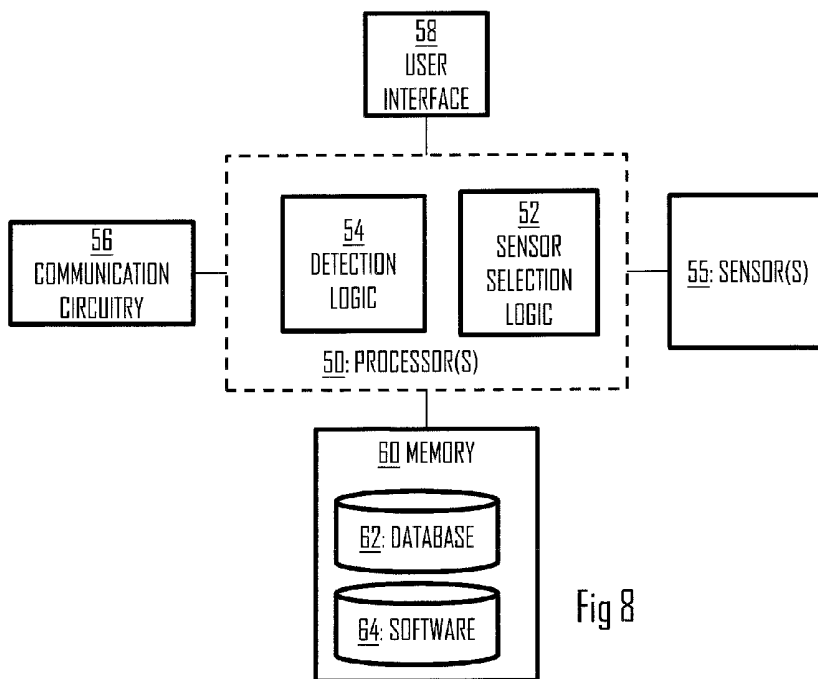 58
USER
INTERFACE
56
COMMUNICATION
CIRCUITRY
54
DETECTION
LOGIC
52
SENSOR
SELECTION
LOGIC
55: SENSOR(S)
50: PROCESSOR(S)
60 MEMORY
62: DATABASE
64: SOFTWARE
Fig 8